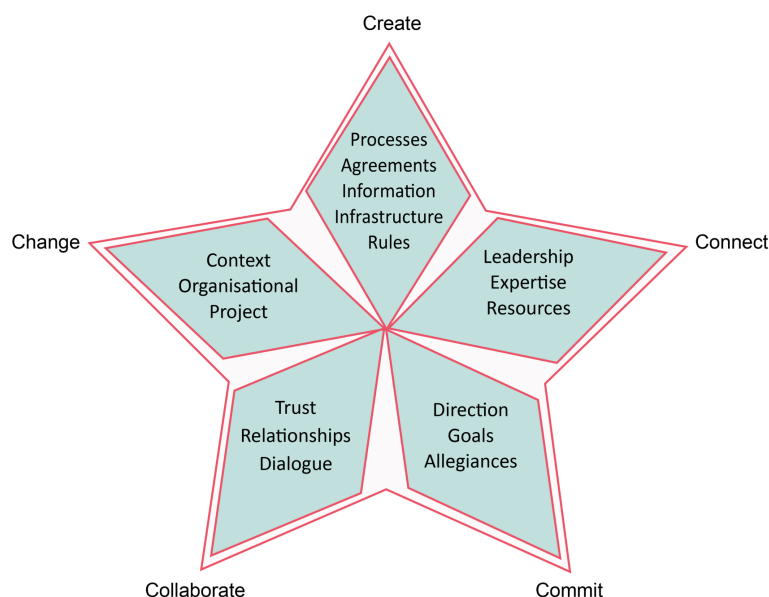 Create
Processes
Agreements
Information
Infrastructure
Rules
Change
Context
Organisational
Project
Leadership
Expertise
Resources
Connect
Trust
Relationships
Dialogue
Direction
Goals
Allegiances
Collaborate
Commit